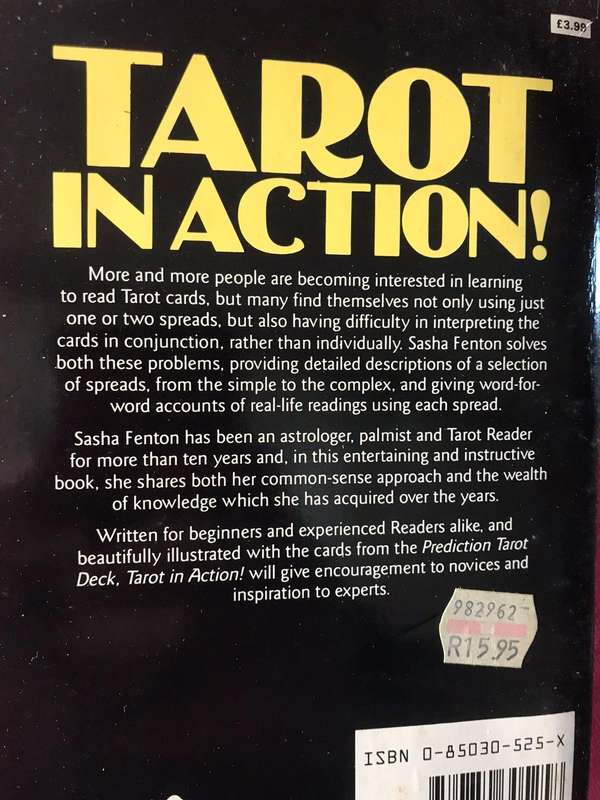 £3.99
TAROT
IN ACTION!
More and more people are becoming interested in learning
to read Tarot cards, but many find themselves not only using just
one or two spreads, but also having difficulty in interpreting the
cards in conjunction, rather than individually. Sasha Fenton solves
both these problems, providing detailed descriptions of a selection
of spreads, from the simple to the complex, and giving word-for-
word accounts of real-life readings using each spread.
Sasha Fenton has been an astrologer, palmist and Tarot Reader
for more than ten years and, in this entertaining and instructive
book, she shares both her common-sense approach and the wealth
of knowledge which she has acquired over the years.
Written for beginners and experienced Readers alike, and
beautifully illustrated with the cards from the Prediction Tarot
Deck, Tarot in Action! will give encouragement to novices and
inspiration to experts.
982962
R15.95
ISBN 0-85030-525-X